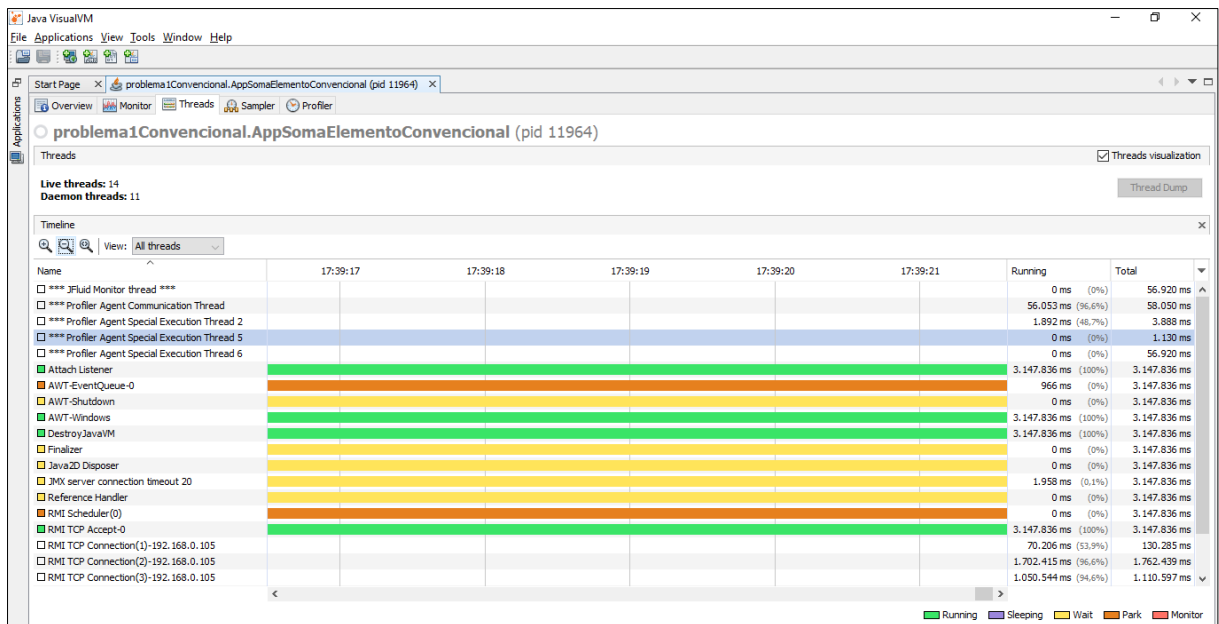 Java VisualVM
File Applications View Tools Window Help
Start Page problema1Convencional.AppSomaElementoConvencional (pid 11964)
Applications
Overview Monitor Threads Sampler Profiler
problema1Convencional.AppSomaElementoConvencional (pid 11964)
Threads Threads visualization
Live threads: 14
Daemon threads: 11
Thread Dump
Timeline
View: All threads
Name 17:39:17 17:39:18 17:39:19 17:39:20 17:39:21 Running Total
*** JFluid Monitor thread *** 0 ms (0%) 56.920 ms
*** Profiler Agent Communication Thread 56.053 ms (96,6%) 58.050 ms
*** Profiler Agent Special Execution Thread 2 1.892 ms (48,7%) 3.888 ms
*** Profiler Agent Special Execution Thread 5 0 ms (0%) 1.130 ms
*** Profiler Agent Special Execution Thread 6 0 ms (0%) 56.920 ms
Attach Listener 3.147.836 ms (100%) 3.147.836 ms
AWT-EventQueue-0 966 ms (0%) 3.147.836 ms
AWT-Shutdown 0 ms (0%) 3.147.836 ms
AWT-Windows 3.147.836 ms (100%) 3.147.836 ms
DestroyJavaVM 3.147.836 ms (100%) 3.147.836 ms
Finalizer 0 ms (0%) 3.147.836 ms
Java2D Disposer 0 ms (0%) 3.147.836 ms
JMX server connection timeout 20 1.958 ms (0,1%) 3.147.836 ms
Reference Handler 0 ms (0%) 3.147.836 ms
RMI Scheduler(0) 0 ms (0%) 3.147.836 ms
RMI TCP Accept-0 3.147.836 ms (100%) 3.147.836 ms
RMI TCP Connection(1)-192.168.0.105 70.206 ms (53,9%) 130.285 ms
RMI TCP Connection(2)-192.168.0.105 1.702.415 ms (96,6%) 1.762.439 ms
RMI TCP Connection(3)-192.168.0.105 1.050.544 ms (94,6%) 1.110.597 ms
Running Sleeping Wait Park Monitor